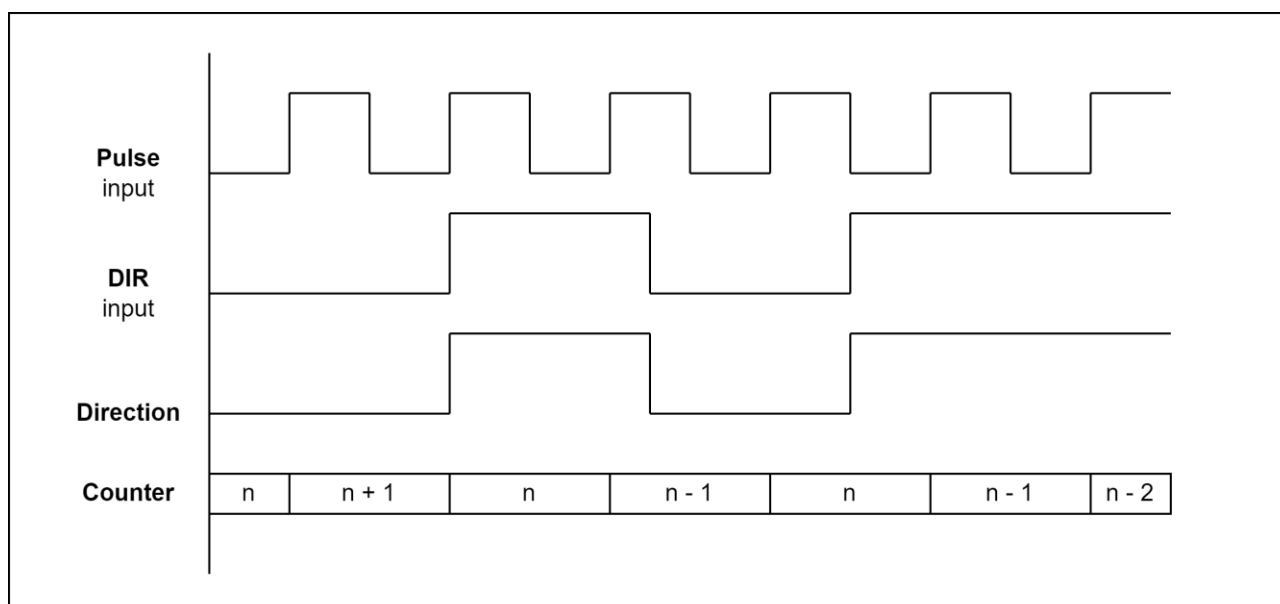 Pulse
input
DIR
input
Direction
Counter n n + 1 n n - 1 n n - 1 n - 2